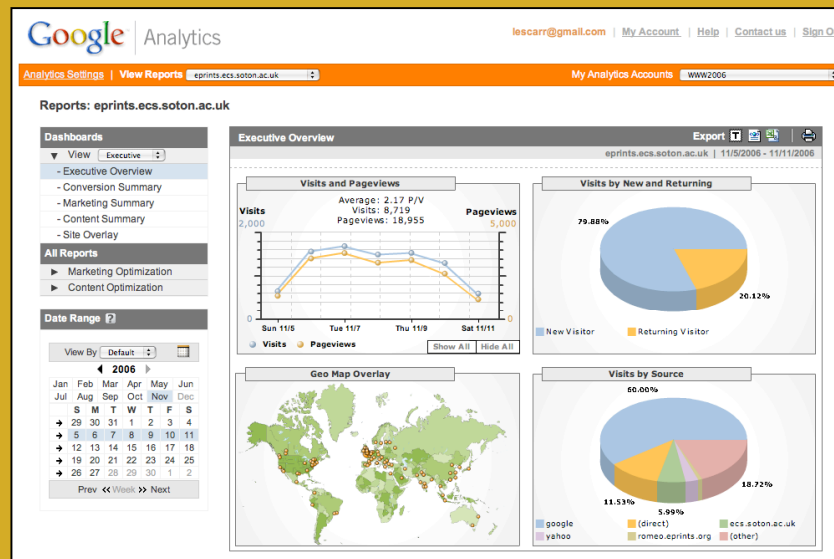 Google Analytics
lescarr@gmail.com | My Account | Help | Contact us | Sign O
Analytics Settings | View Reports eprints.ecs.soton.ac.uk
My Analytics Accounts WWW2006
Reports: eprints.ecs.soton.ac.uk
Dashboards
View Executive
- Executive Overview
- Conversion Summary
- Marketing Summary
- Content Summary
- Site Overlay
All Reports
Marketing Optimization
Content Optimization
Date Range ?
View By Default
2006
Jan Feb Mar Apr May Jun
Jul Aug Sep Oct Nov Dec
S M T W T F S
29 30 31 1 2 3 4
5 6 7 8 9 10 11
12 13 14 15 16 17 18
19 20 21 22 23 24 25
26 27 28 29 30 1 2
Prev << Week >> Next
Executive Overview
Export T
eprints.ecs.soton.ac.uk | 11/5/2006 - 11/11/2006
Visits and Pageviews
Average: 2.17 P/V
Visits: 8,719
Pageviews: 18,955
Visits
2,000
Pageviews
5,000
0
0
Sun 11/5 Tue 11/7 Thu 11/9 Sat 11/11
Visits Pageviews
Show All Hide All
Visits by New and Returning
79.88%
20.12%
New Visitor Returning Visitor
Geo Map Overlay
Visits by Source
60.00%
18.72%
11.53%
5.99%
google (direct) ecs.soton.ac.uk
yahoo romeo.eprints.org (other)